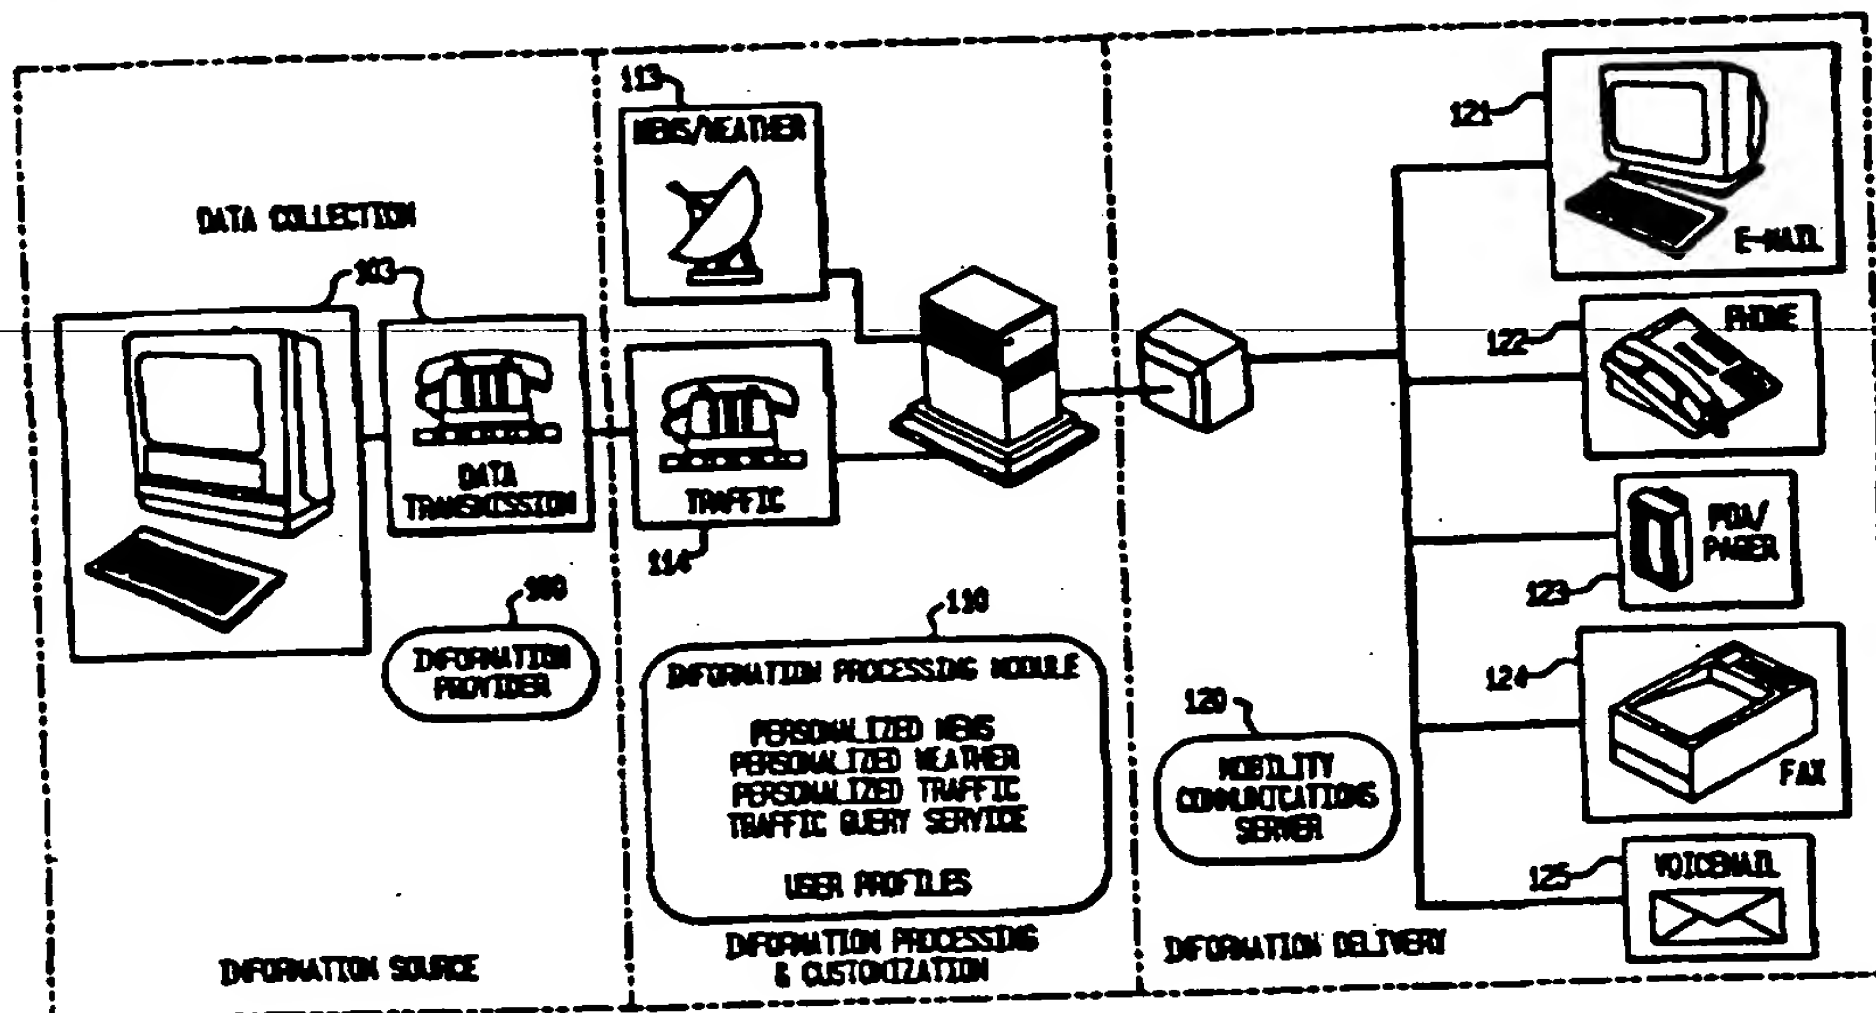 DATA COLLECTION
103
DATA
TRANSMISSION
100
INFORMATION
PROVIDER
INFORMATION SOURCE
113
NEWS/WEATHER
TRAFFIC
114
110
INFORMATION PROCESSING MODULE
PERSONALIZED NEWS
PERSONALIZED WEATHER
PERSONALIZED TRAFFIC
TRAFFIC QUERY SERVICE
USER PROFILES
INFORMATION PROCESSING
& CUSTOMIZATION
120
MOBILITY
COMMUNICATIONS
SERVER
INFORMATION DELIVERY
121
E-MAIL
122
PHONE
PDA/
PAGER
123
124
FAX
125
VOICEMAIL